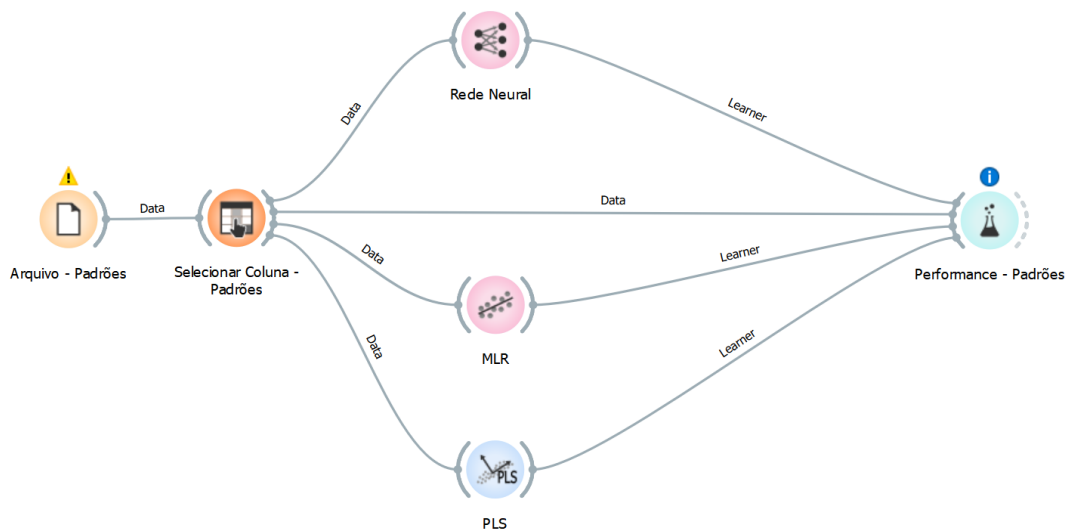 Rede Neural
Data
Learner
Data
Data
Arquivo - Padrões
Selecionar Coluna -
Padrões
Data
Learner
Performance - Padrões
MLR
Data
Learner
PLS
PLS